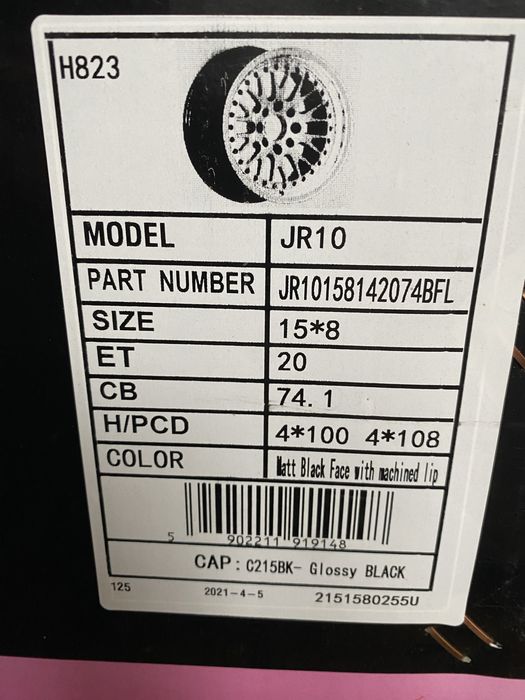 H823
MODEL JR10
PART NUMBER JR10158142074BFL
SIZE 15*8
ET 20
CB 74.1
H/PCD 4*100 4*108
COLOR Matt Black Face with machined lip
5 902211 919148
CAP: C215BK- Glossy BLACK
125 2021-4-5 2151580255U